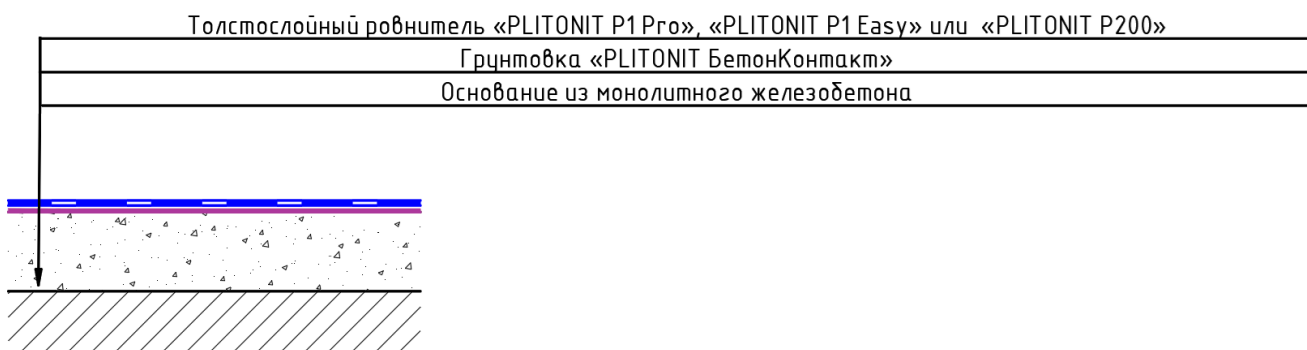 Толстослойный ровнитель «PLITONIT P1 Pro», «PLITONIT P1 Easy» или «PLITONIT P200»
Грунтовка «PLITONIT БетонКонтакт»
Основание из монолитного железобетона